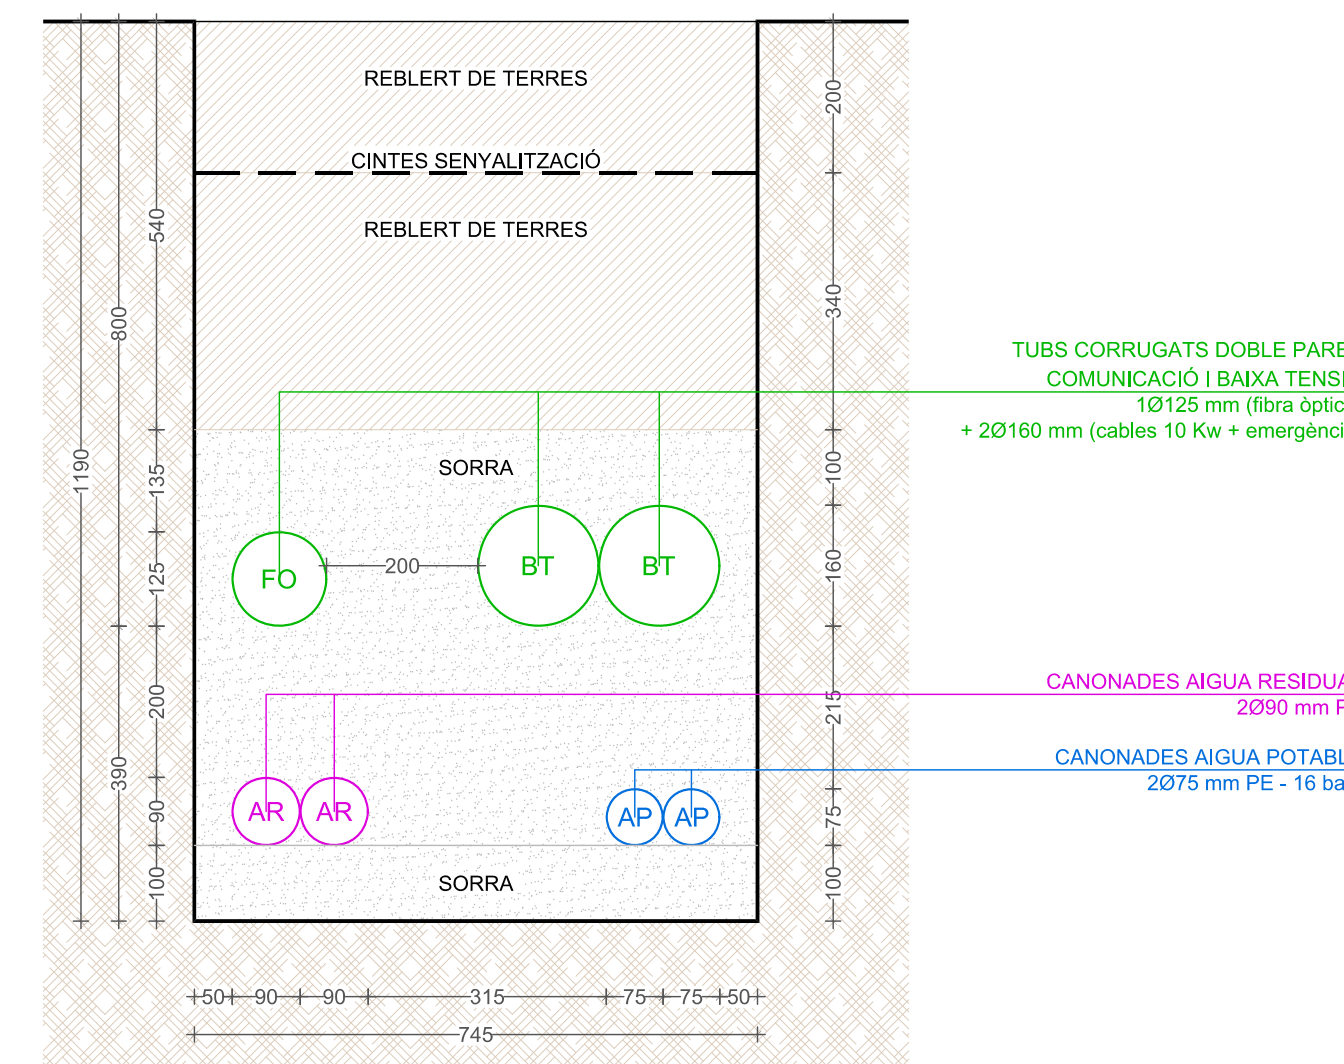 REBLERT DE TERRES
CINTES SENYALITZACIÓ
REBLERT DE TERRES
SORRA
FO
BT
BT
AR
AR
AP
AP
SORRA
TUBS CORRUGATS DOBLE PARE
COMUNICACIÓ I BAIXA TENSI
1Ø125 mm (fibra òptic
+ 2Ø160 mm (cables 10 Kw + emergènci
CANONADES AIGUA RESIDUA
2Ø90 mm P
CANONADES AIGUA POTABL
2Ø75 mm PE - 16 ba
1190
800
390
540
135
125
200
90
100
200
200
340
100
160
215
75
100
50
90
90
315
75
75
50
745